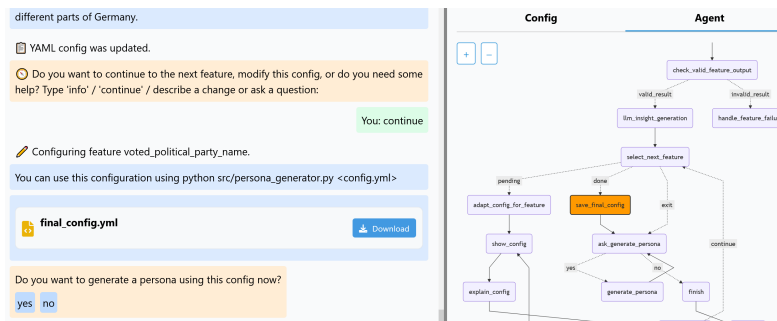 different parts of Germany.
📋 YAML config was updated.
🧭 Do you want to continue to the next feature, modify this config, or do you need some
help? Type 'info' / 'continue' / describe a change or ask a question:
You: continue
🖍️ Configuring feature voted_political_party_name.
You can use this configuration using python src/persona_generator.py <config.yml>
final_config.yml
Download
Do you want to generate a persona using this config now?
yes no
Config Agent
+ −
check_valid_feature_output
valid_result invalid_result
llm_insight_generation handle_feature_failu
select_next_feature
pending done
adapt_config_for_feature save_final_config exit
show_config ask_generate_persona continue
yes no
explain_config generate_persona finish